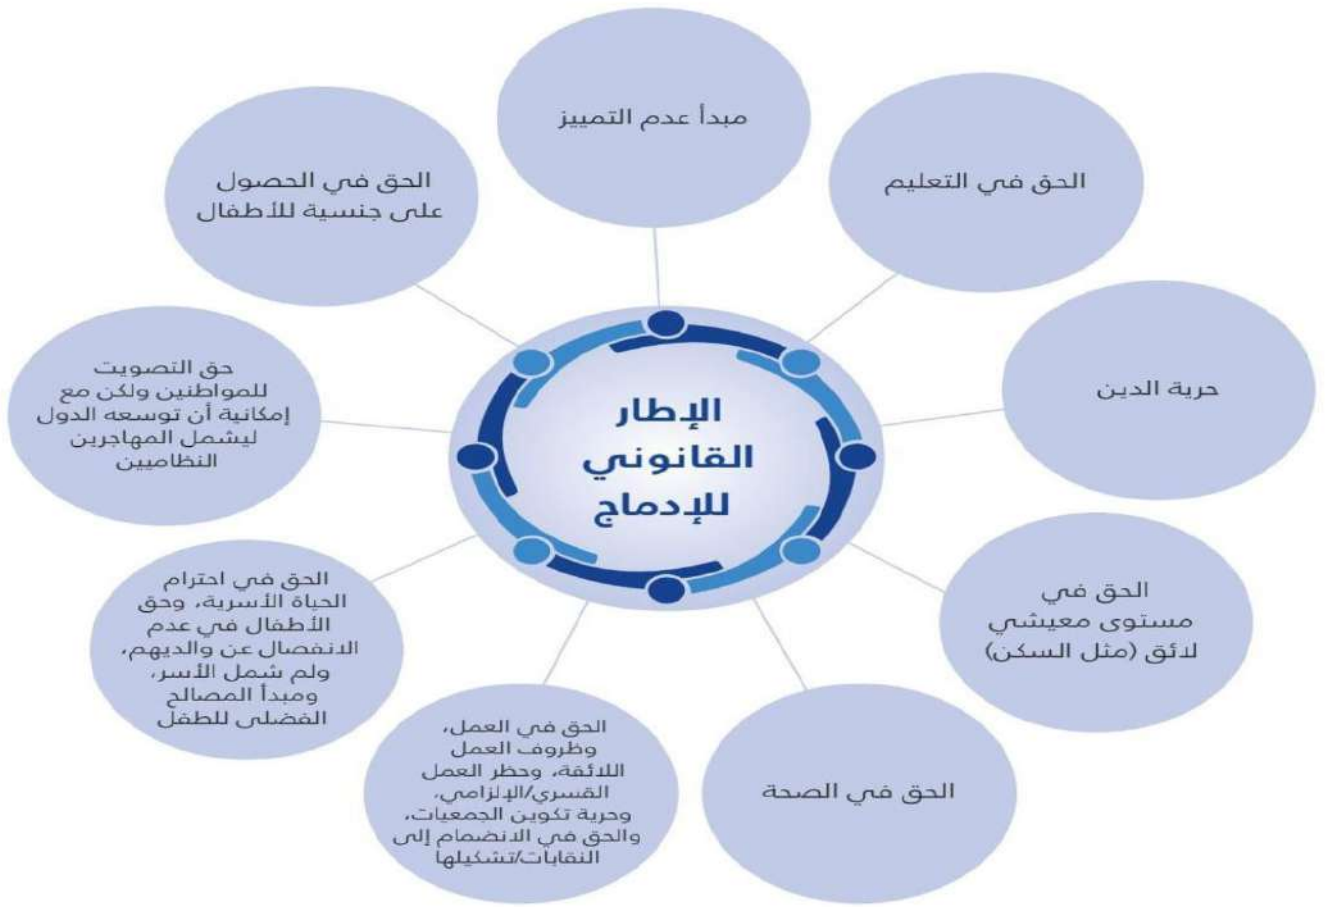 مبدأ عدم التمييز
الحق في التعليم
حرية الدين
الحق في
مستوى معيشي
لائق (مثل السكن)
الحق في الصحة
الحق في العمل،
وظروف العمل
اللائقة، وحظر العمل
القسري/الإلزامي،
وحرية تكوين الجمعيات،
والحق في الانضمام إلى
النقابات/تشكيلها
الحق في احترام
الحياة الأسرية، وحق
الأطفال في عدم
الانفصال عن والديهم،
ولم شمل الأسر،
ومبدأ المصالح
الفضلى للطفل
حق التصويت
للمواطنين ولكن مع
إمكانية أن توسعه الدول
ليشمل المهاجرين
النظاميين
الحق في الحصول
على جنسية للأطفال
الإطار
القانوني
للإدماج